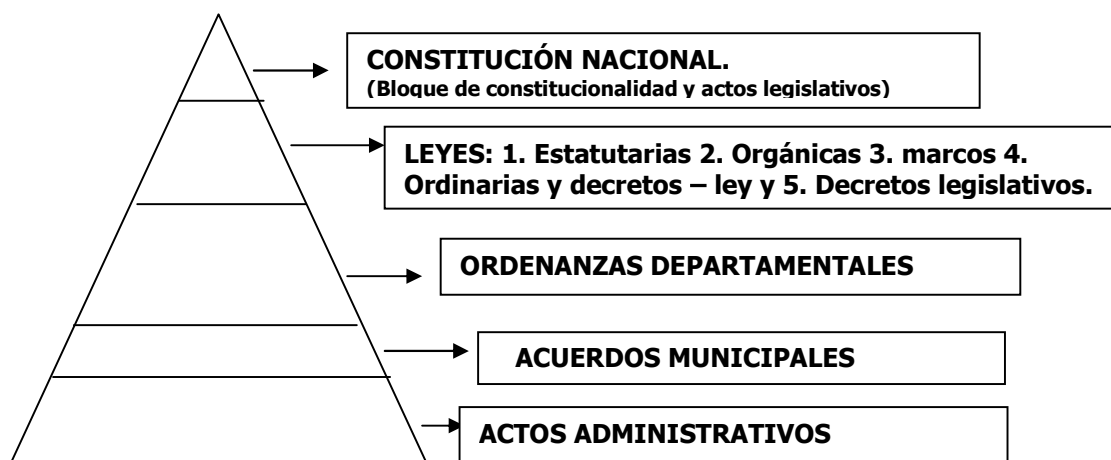 CONSTITUCIÓN NACIONAL.
(Bloque de constitucionalidad y actos legislativos)
LEYES: 1. Estatutarias 2. Orgánicas 3. marcos 4.
Ordinarias y decretos – ley y 5. Decretos legislativos.
ORDENANZAS DEPARTAMENTALES
ACUERDOS MUNICIPALES
ACTOS ADMINISTRATIVOS